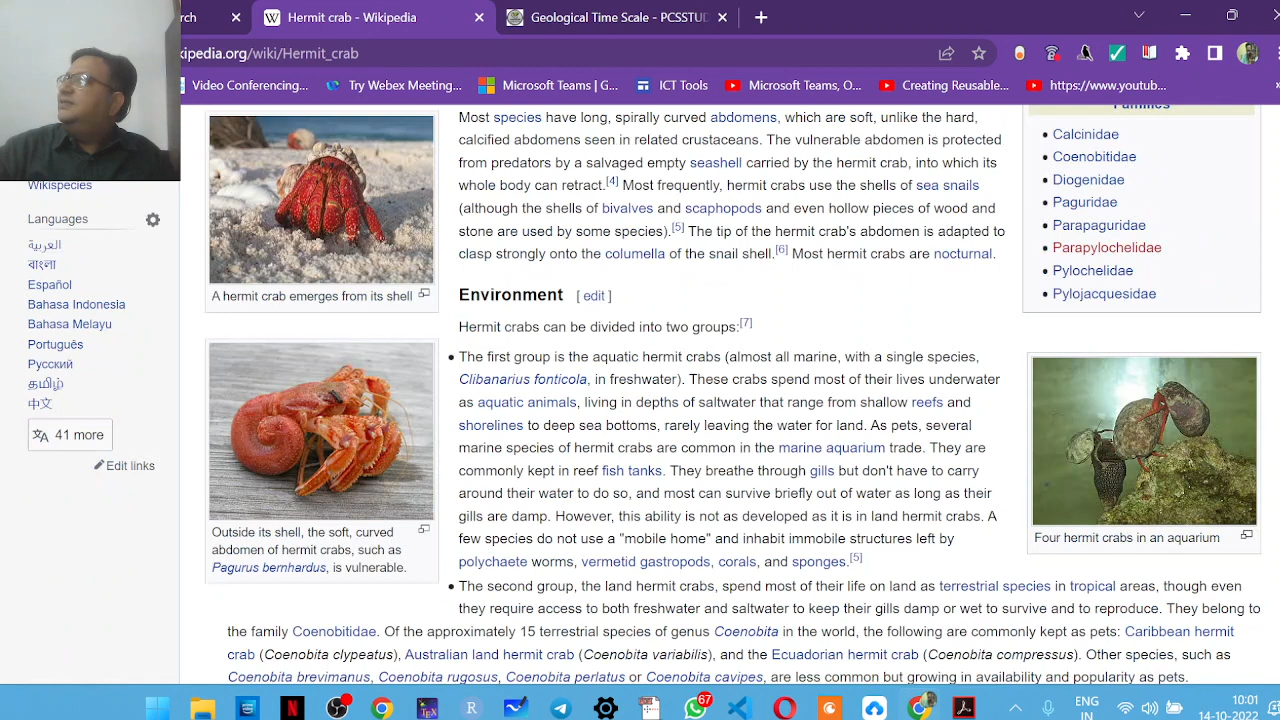 rch
Hermit crab - Wikipedia
Geological Time Scale - PCSSTUD
kipedia.org/wiki/Hermit_crab
Video Conferencing...
Try Webex Meeting...
Microsoft Teams | G...
ICT Tools
Microsoft Teams, O...
Creating Reusable...
https://www.youtub...
Wikispecies
Languages
العربية
বাংলা
Español
Bahasa Indonesia
Bahasa Melayu
Português
Русский
தமிழ்
中文
41 more
Edit links
A hermit crab emerges from its shell
Outside its shell, the soft, curved
abdomen of hermit crabs, such as
Pagurus bernhardus, is vulnerable.
Most species have long, spirally curved abdomens, which are soft, unlike the hard,
calcified abdomens seen in related crustaceans. The vulnerable abdomen is protected
from predators by a salvaged empty seashell carried by the hermit crab, into which its
whole body can retract.[4] Most frequently, hermit crabs use the shells of sea snails
(although the shells of bivalves and scaphopods and even hollow pieces of wood and
stone are used by some species).[5] The tip of the hermit crab's abdomen is adapted to
clasp strongly onto the columella of the snail shell.[6] Most hermit crabs are nocturnal.
Environment [ edit ]
Hermit crabs can be divided into two groups:[7]
• The first group is the aquatic hermit crabs (almost all marine, with a single species,
Clibanarius fonticola, in freshwater). These crabs spend most of their lives underwater
as aquatic animals, living in depths of saltwater that range from shallow reefs and
shorelines to deep sea bottoms, rarely leaving the water for land. As pets, several
marine species of hermit crabs are common in the marine aquarium trade. They are
commonly kept in reef fish tanks. They breathe through gills but don't have to carry
around their water to do so, and most can survive briefly out of water as long as their
gills are damp. However, this ability is not as developed as it is in land hermit crabs. A
few species do not use a "mobile home" and inhabit immobile structures left by
polychaete worms, vermetid gastropods, corals, and sponges.[5]
• The second group, the land hermit crabs, spend most of their life on land as terrestrial species in tropical areas, though even
they require access to both freshwater and saltwater to keep their gills damp or wet to survive and to reproduce. They belong to
the family Coenobitidae. Of the approximately 15 terrestrial species of genus Coenobita in the world, the following are commonly kept as pets: Caribbean hermit
crab (Coenobita clypeatus), Australian land hermit crab (Coenobita variabilis), and the Ecuadorian hermit crab (Coenobita compressus). Other species, such as
Coenobita brevimanus, Coenobita rugosus, Coenobita perlatus or Coenobita cavipes, are less common but growing in availability and popularity as pets.
Families
• Calcinidae
• Coenobitidae
• Diogenidae
• Paguridae
• Parapaguridae
• Parapylochelidae
• Pylochelidae
• Pylojacquesidae
Four hermit crabs in an aquarium
67
ENG
IN
10:01
14-10-2022